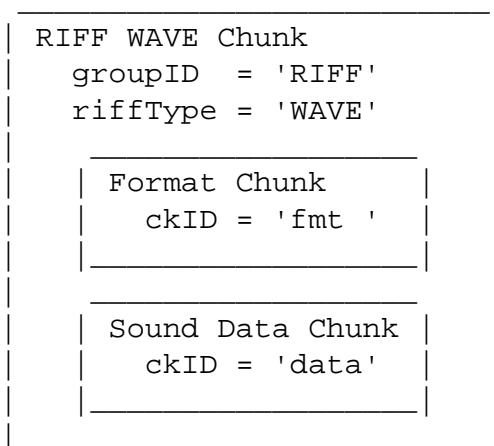 RIFF WAVE Chunk
groupID = 'RIFF'
riffType = 'WAVE'
Format Chunk
ckID = 'fmt '
Sound Data Chunk
ckID = 'data'